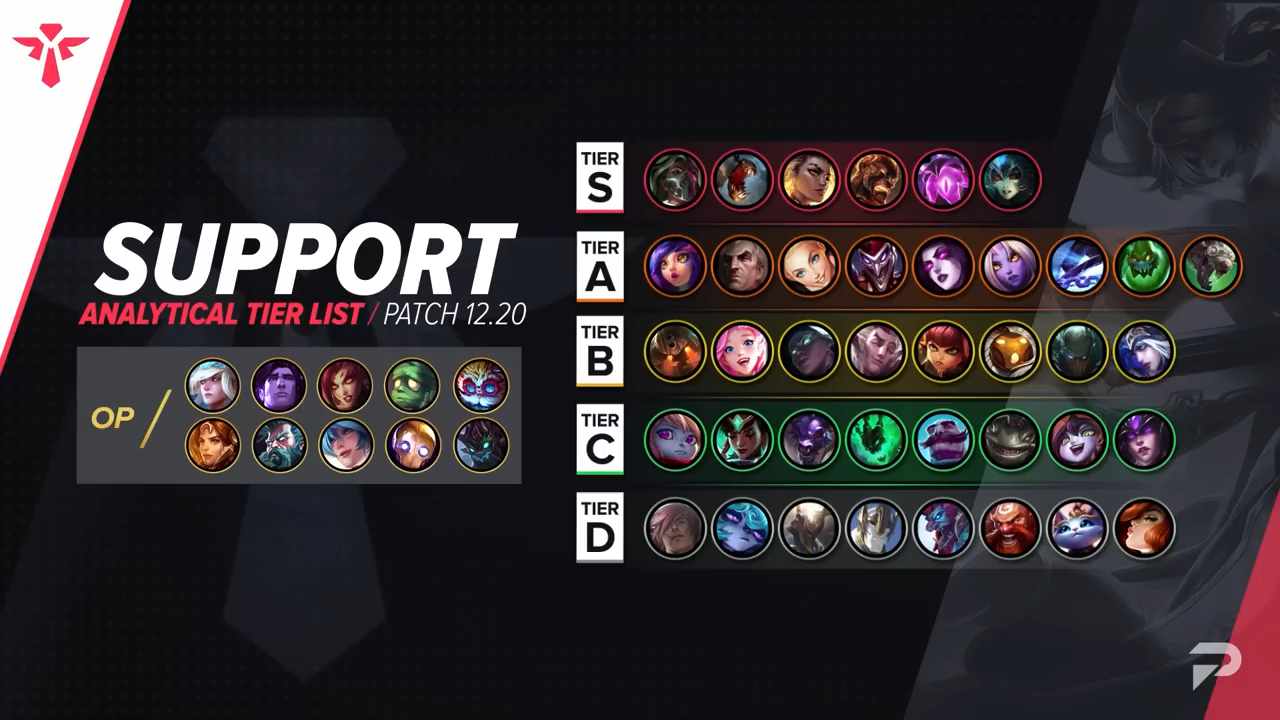 SUPPORT
ANALYTICAL TIER LIST / PATCH 12.20
OP /
TIER
S
TIER
A
TIER
B
TIER
C
TIER
D